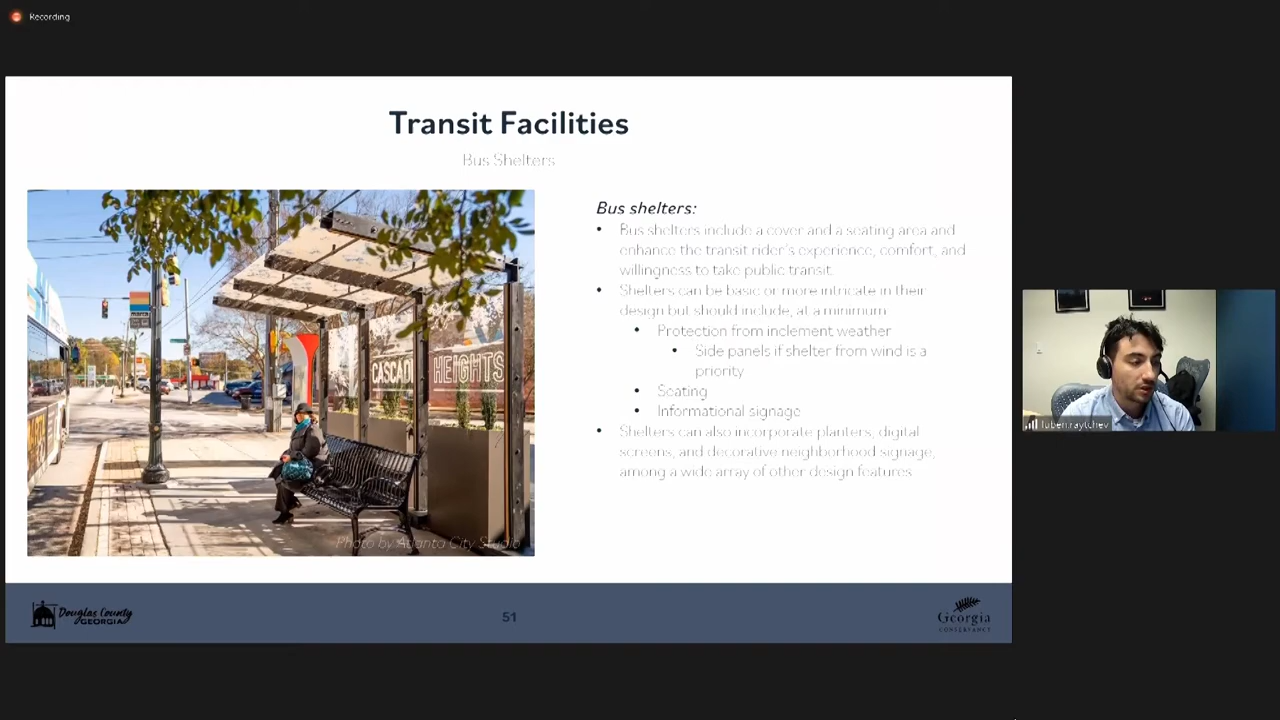 Recording
Transit Facilities
Bus Shelters
Bus shelters:
• Bus shelters include a cover and a seating area and
enhance the transit rider's experience, comfort, and
willingness to take public transit.
• Shelters can be basic or more intricate in their
design but should include, at a minimum
• Protection from inclement weather
• Side panels if shelter from wind is a
priority
• Seating
• Informational signage
• Shelters can also incorporate planters, digital
screens, and decorative neighborhood signage,
among a wide array of other design features
marta
CASCADE HEIGHTS
Photo by Atlanta City Studio
luben.raytchev
Douglas County
GEORGIA
51
Georgia
CONSERVANCY